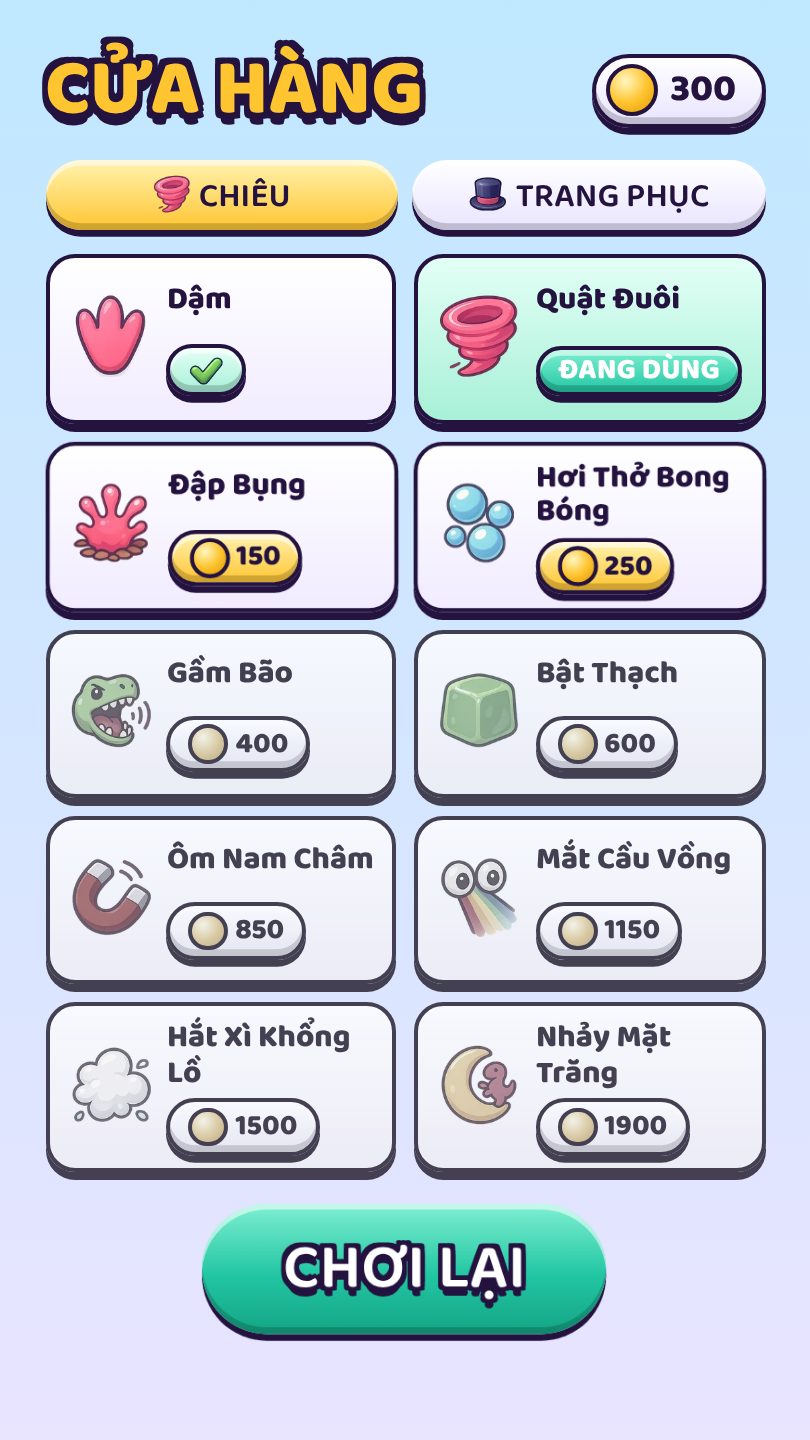 CỬA HÀNG
300
CHIÊU
TRANG PHỤC
Dậm
Quật Đuôi
ĐANG DÙNG
Đập Bụng
150
Hơi Thở Bong
Bóng
250
Gầm Bão
400
Bật Thạch
600
Ôm Nam Châm
850
Mắt Cầu Vồng
1150
Hắt Xì Khổng
Lồ
1500
Nhảy Mặt
Trăng
1900
CHƠI LẠI